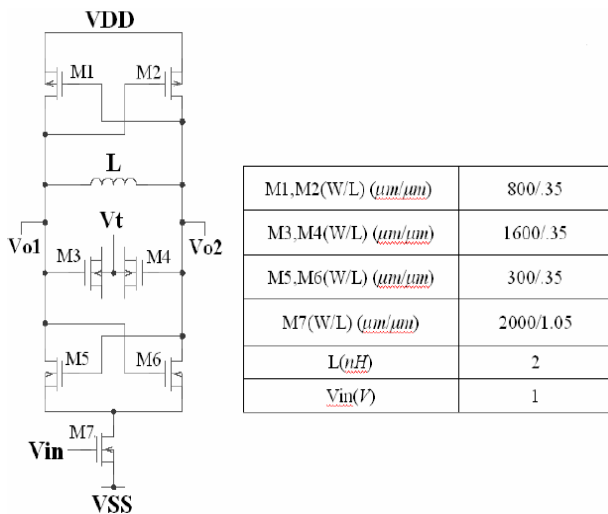 VDD
M1
M2
L
Vo1
Vt
Vo2
M3
M4
M5
M6
Vin
M7
VSS
M1,M2(W/L) (μm/μm) 800/.35
M3,M4(W/L) (μm/μm) 1600/.35
M5,M6(W/L) (μm/μm) 300/.35
M7(W/L) (μm/μm) 2000/1.05
L(nH) 2
Vin(V) 1